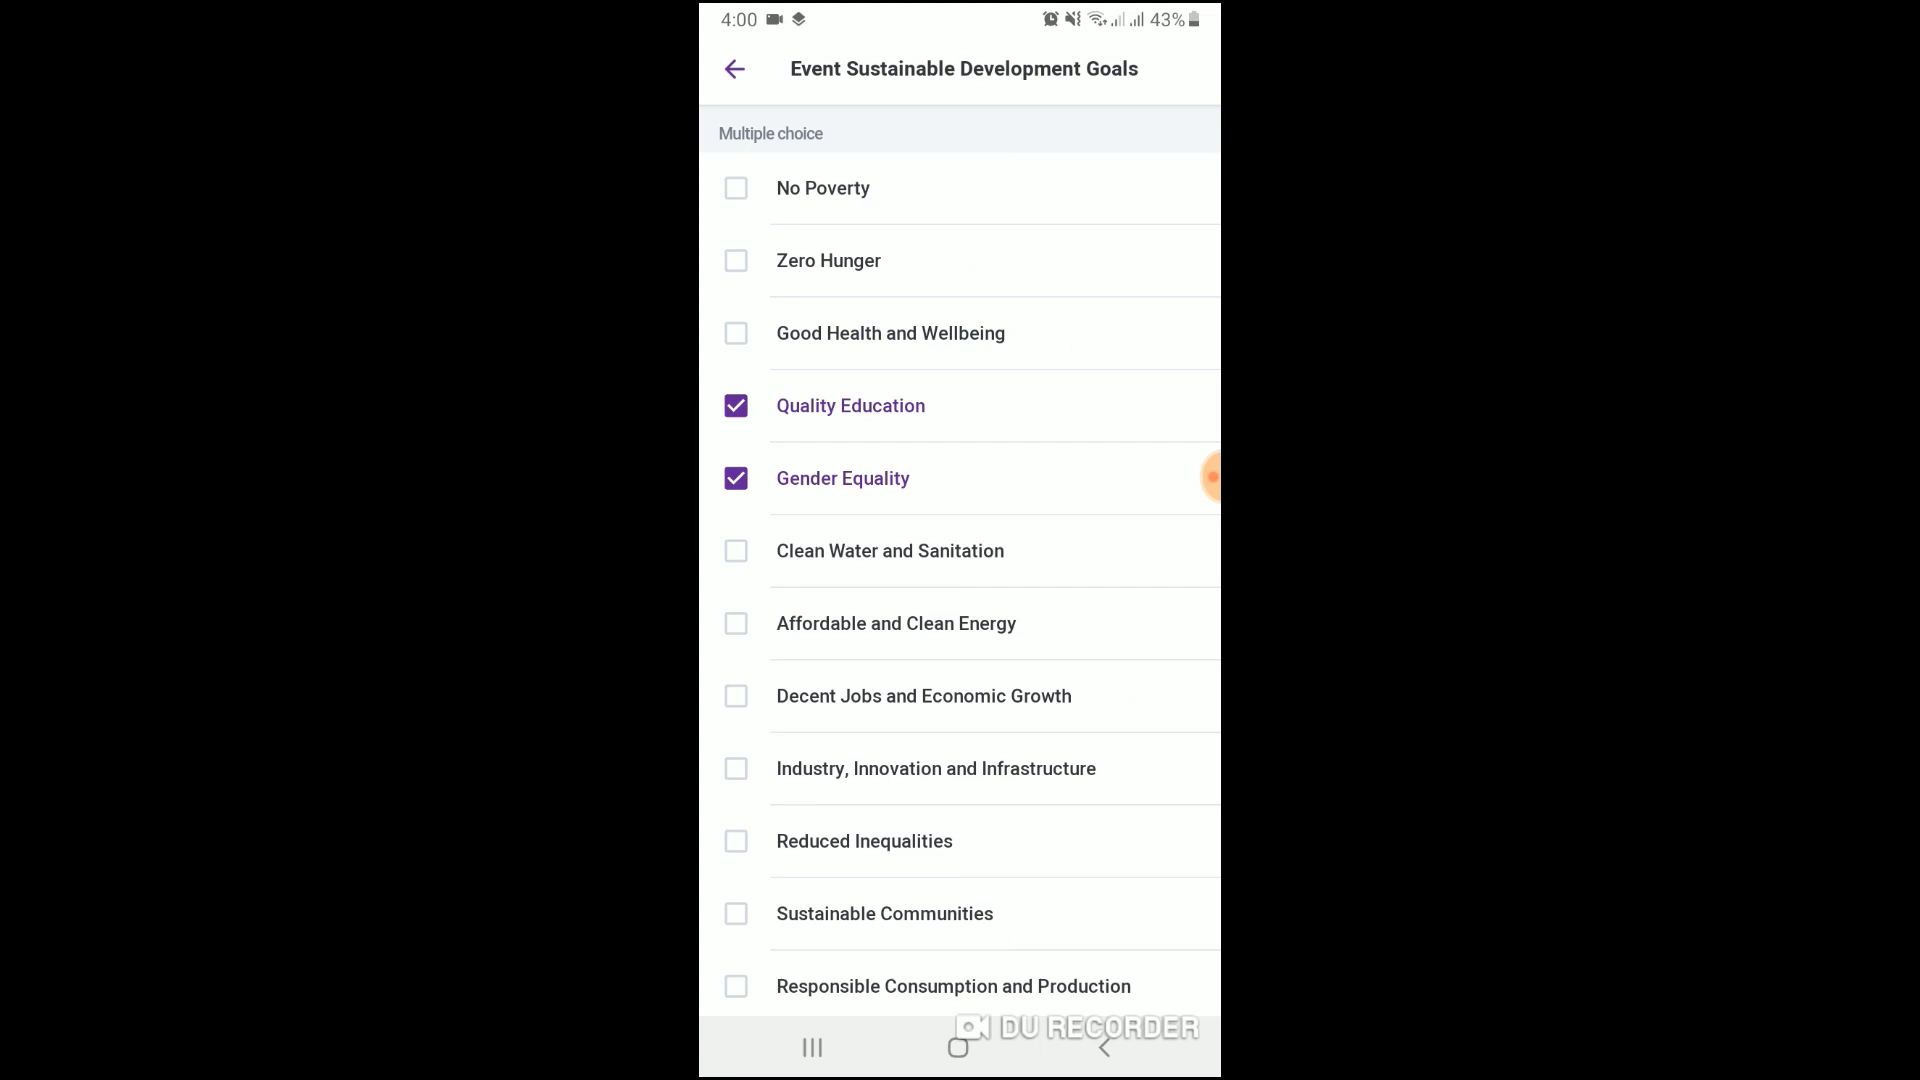 4:00 43%
Event Sustainable Development Goals
Multiple choice
No Poverty
Zero Hunger
Good Health and Wellbeing
Quality Education
Gender Equality
Clean Water and Sanitation
Affordable and Clean Energy
Decent Jobs and Economic Growth
Industry, Innovation and Infrastructure
Reduced Inequalities
Sustainable Communities
Responsible Consumption and Production
DU RECORDER